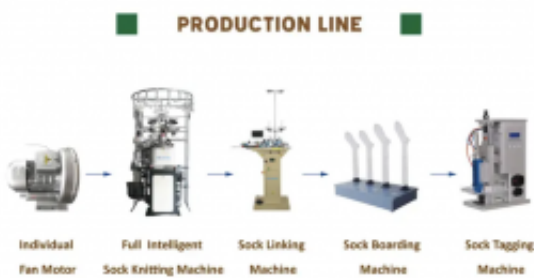 PRODUCTION LINE
Individual
Fan Motor
Full Intelligent
Sock Knitting Machine
Sock Linking
Machine
Sock Boarding
Machine
Sock Tagging
Machine